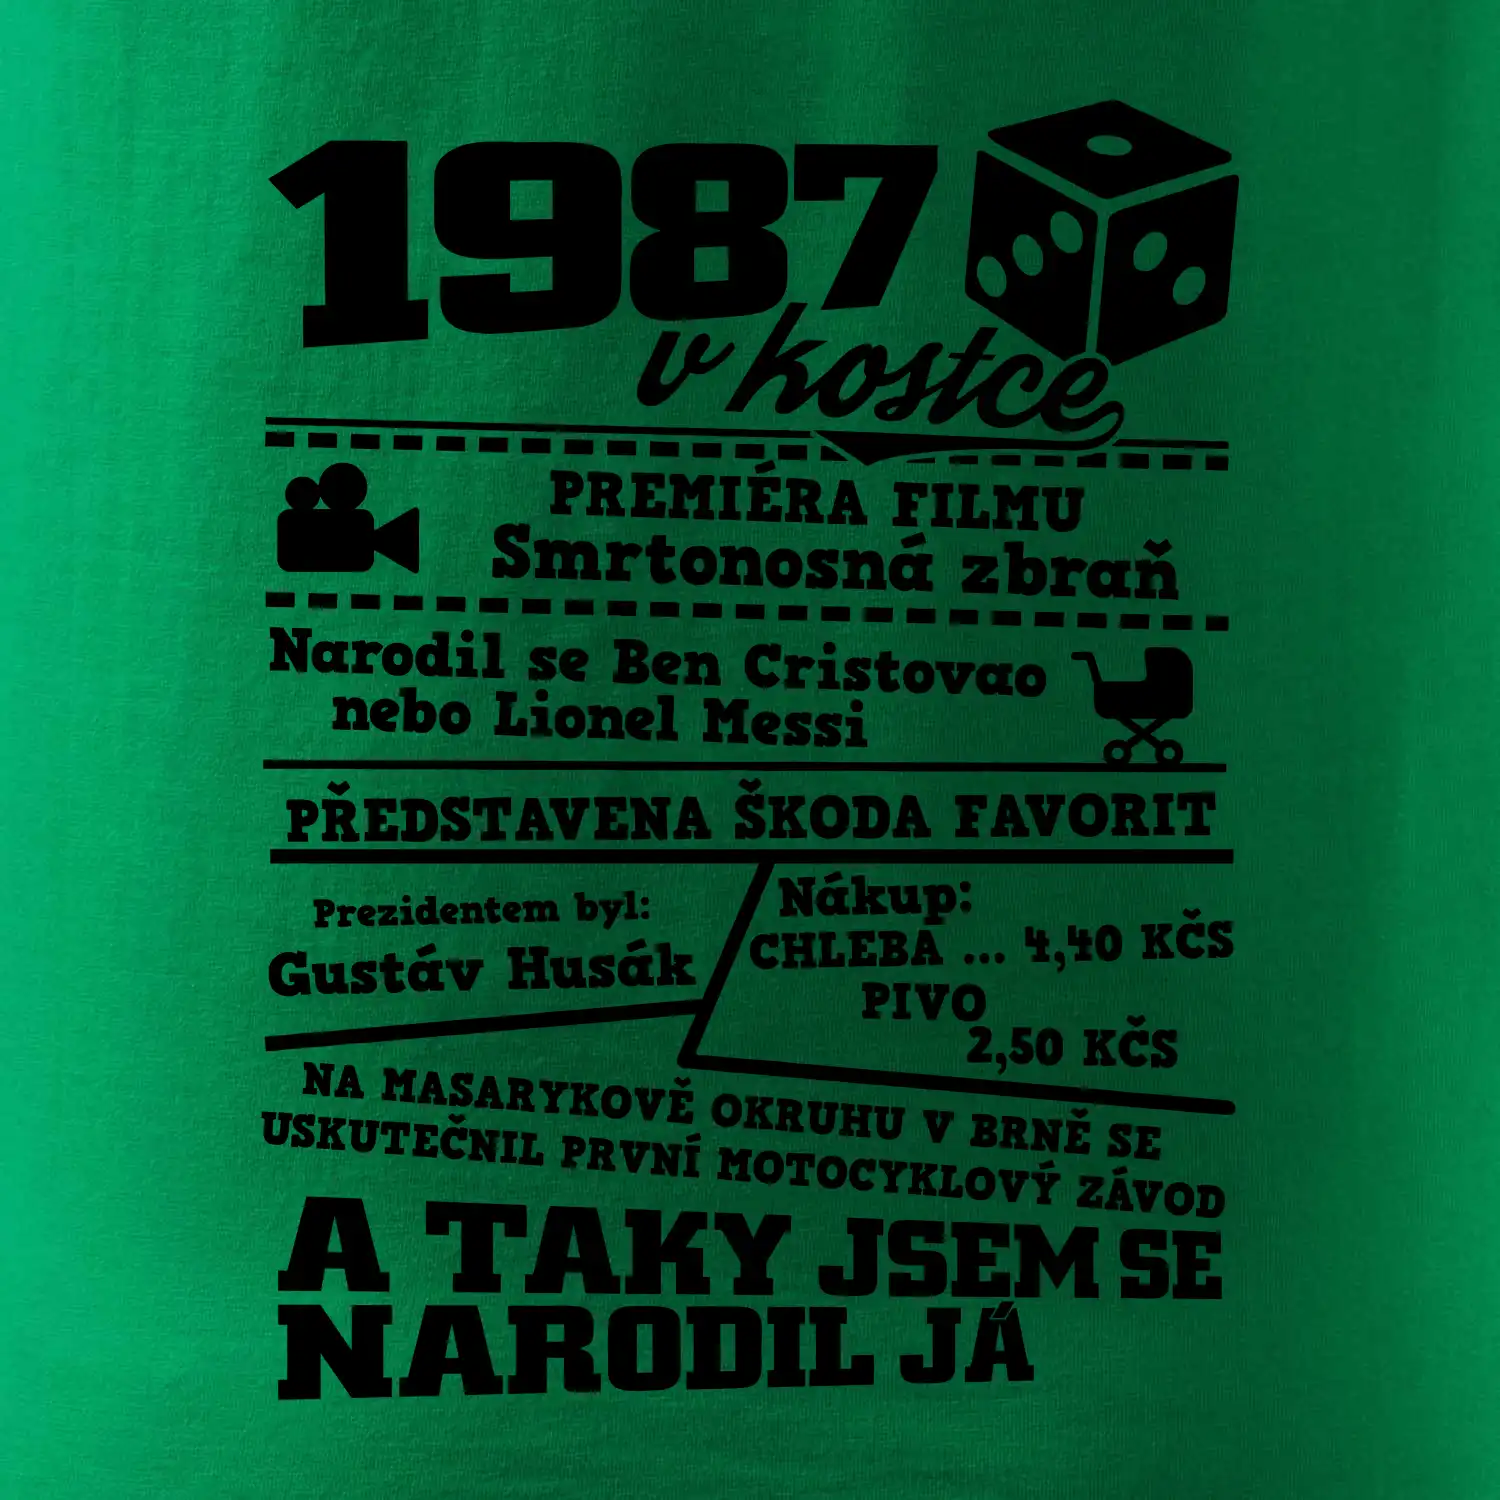 1987
v kostce
PREMIÉRA FILMU
Smrtonosná zbraň
Narodil se Ben Cristovao
nebo Lionel Messi
PŘEDSTAVENA ŠKODA FAVORIT
Prezidentem byl:
Gustáv Husák
Nákup:
CHLEBA ... 4,40 KČS
PIVO
2,50 KČS
NA MASARYKOVĚ OKRUHU V BRNĚ SE
USKUTEČNIL PRVNÍ MOTOCYKLOVÝ ZÁVOD
A TAKY JSEM SE
NARODIL JÁ